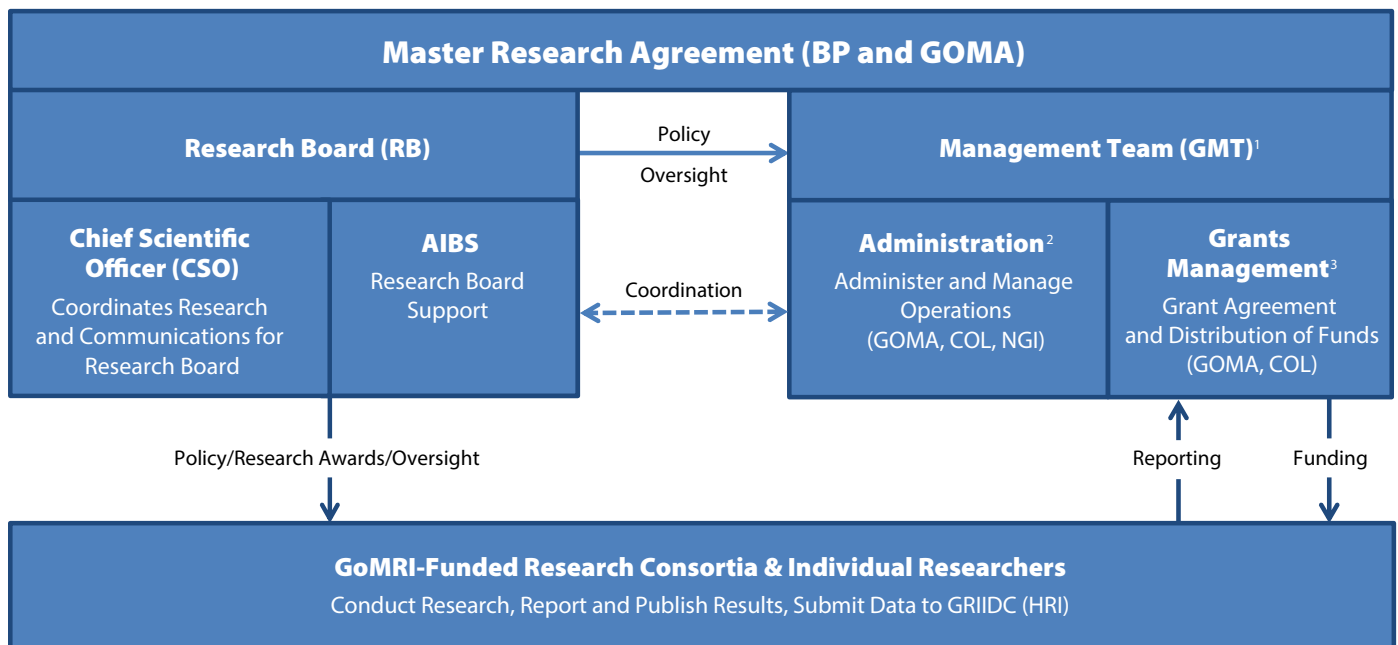 Master Research Agreement (BP and GOMA)
Research Board (RB)
Policy
Oversight
Management Team (GMT)¹
Chief Scientific
Officer (CSO)
Coordinates Research
and Communications for
Research Board
AIBS
Research Board
Support
Coordination
Administration²
Administer and Manage
Operations
(GOMA, COL, NGI)
Grants
Management³
Grant Agreement
and Distribution of Funds
(GOMA, COL)
Policy/Research Awards/Oversight
Reporting
Funding
GoMRI-Funded Research Consortia & Individual Researchers
Conduct Research, Report and Publish Results, Submit Data to GRIIDC (HRI)